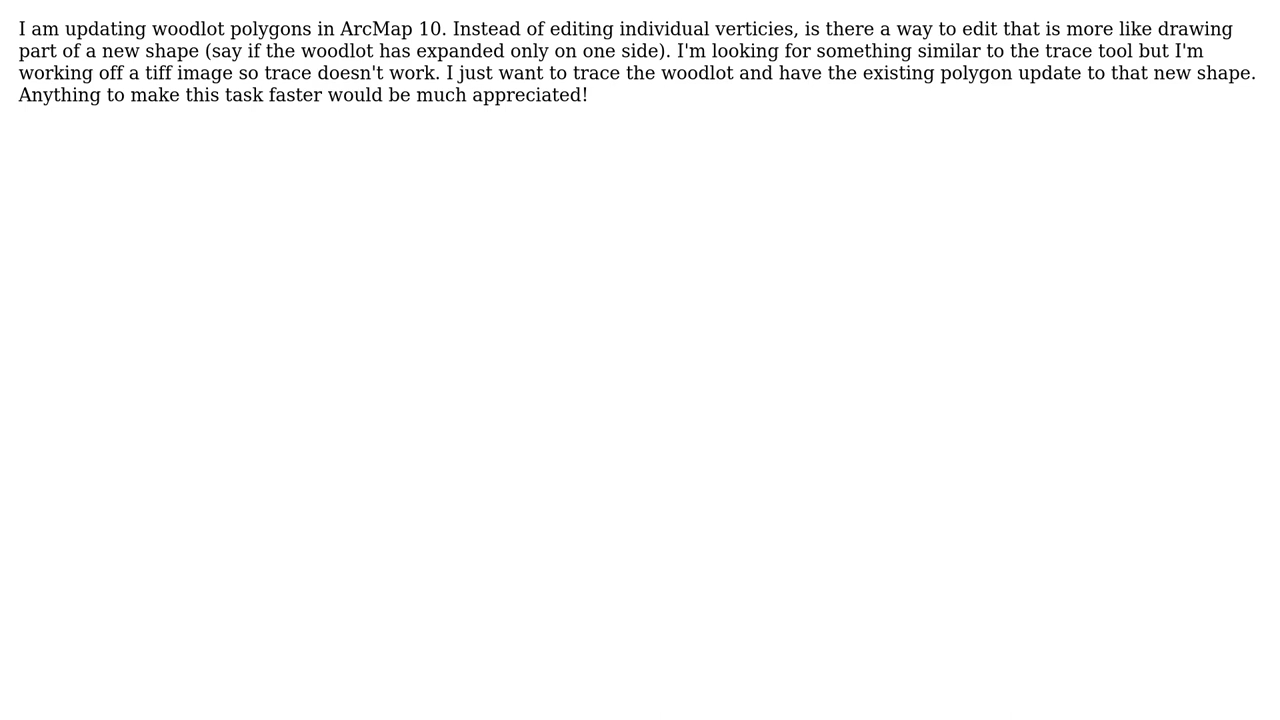 I am updating woodlot polygons in ArcMap 10. Instead of editing individual verticies, is there a way to edit that is more like drawing
part of a new shape (say if the woodlot has expanded only on one side). I'm looking for something similar to the trace tool but I'm
working off a tiff image so trace doesn't work. I just want to trace the woodlot and have the existing polygon update to that new shape.
Anything to make this task faster would be much appreciated!